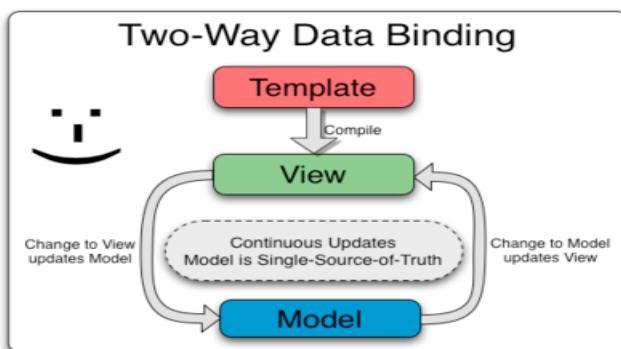 Two-Way Data Binding
Template
Compile
View
Change to View
updates Model
Continuous Updates
Model is Single-Source-of-Truth
Change to Model
updates View
Model